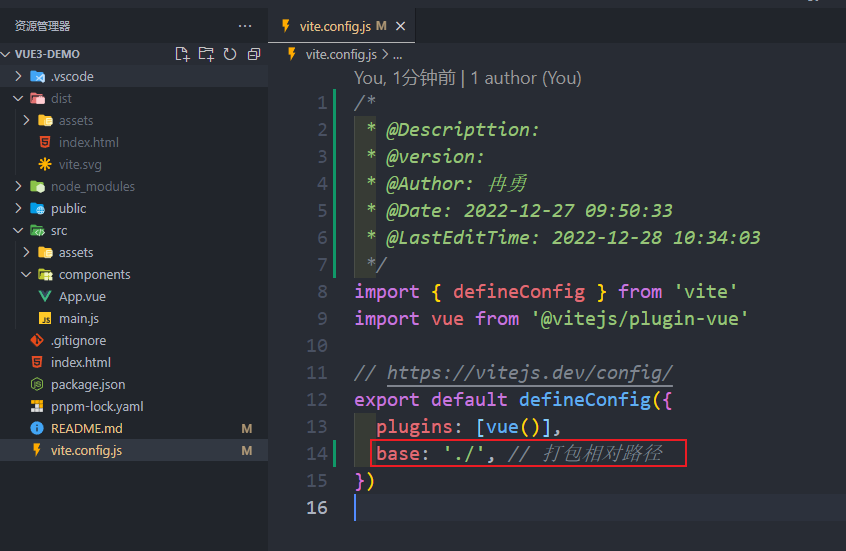 资源管理器
···
VUE3-DEMO
.vscode
dist
assets
index.html
vite.svg
node_modules
public
src
assets
components
App.vue
main.js
.gitignore
index.html
package.json
pnpm-lock.yaml
README.md M
vite.config.js M
vite.config.js M
vite.config.js > ...
You, 1分钟前 | 1 author (You)
1 /*
2  * @Descripttion:
3  * @version:
4  * @Author: 冉勇
5  * @Date: 2022-12-27 09:50:33
6  * @LastEditTime: 2022-12-28 10:34:03
7  */
8 import { defineConfig } from 'vite'
9 import vue from '@vitejs/plugin-vue'
10
11 // https://vitejs.dev/config/
12 export default defineConfig({
13   plugins: [vue()],
14   base: './', // 打包相对路径
15 })
16